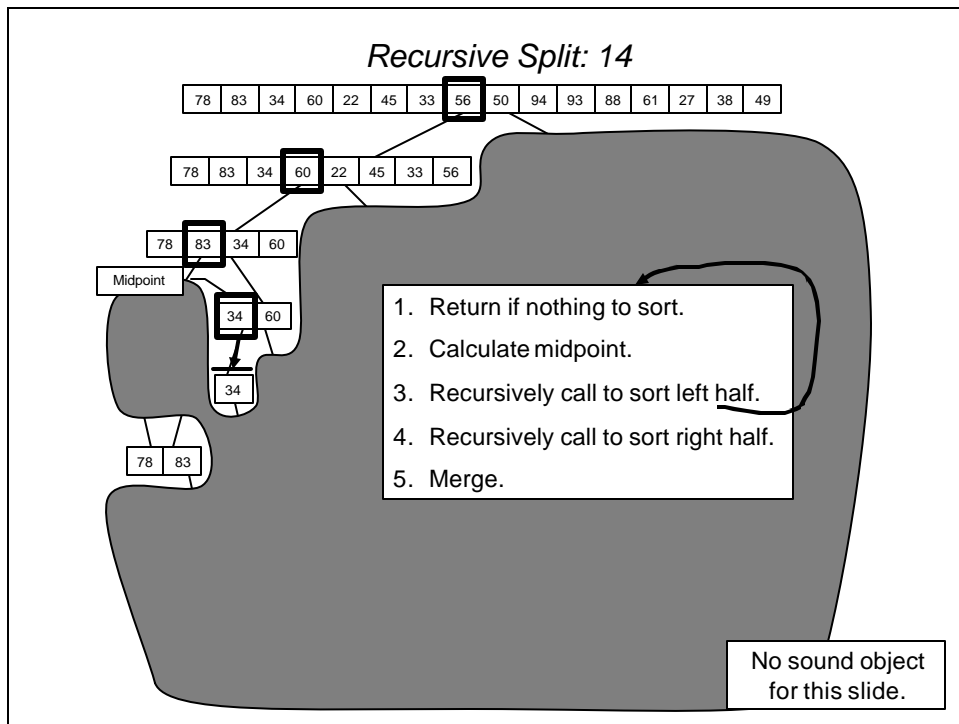 Recursive Split: 14
78 83 34 60 22 45 33 56 50 94 93 88 61 27 38 49
78 83 34 60 22 45 33 56
78 83 34 60
Midpoint
34 60
34
78 83
1. Return if nothing to sort.
2. Calculate midpoint.
3. Recursively call to sort left half.
4. Recursively call to sort right half.
5. Merge.
No sound object
for this slide.